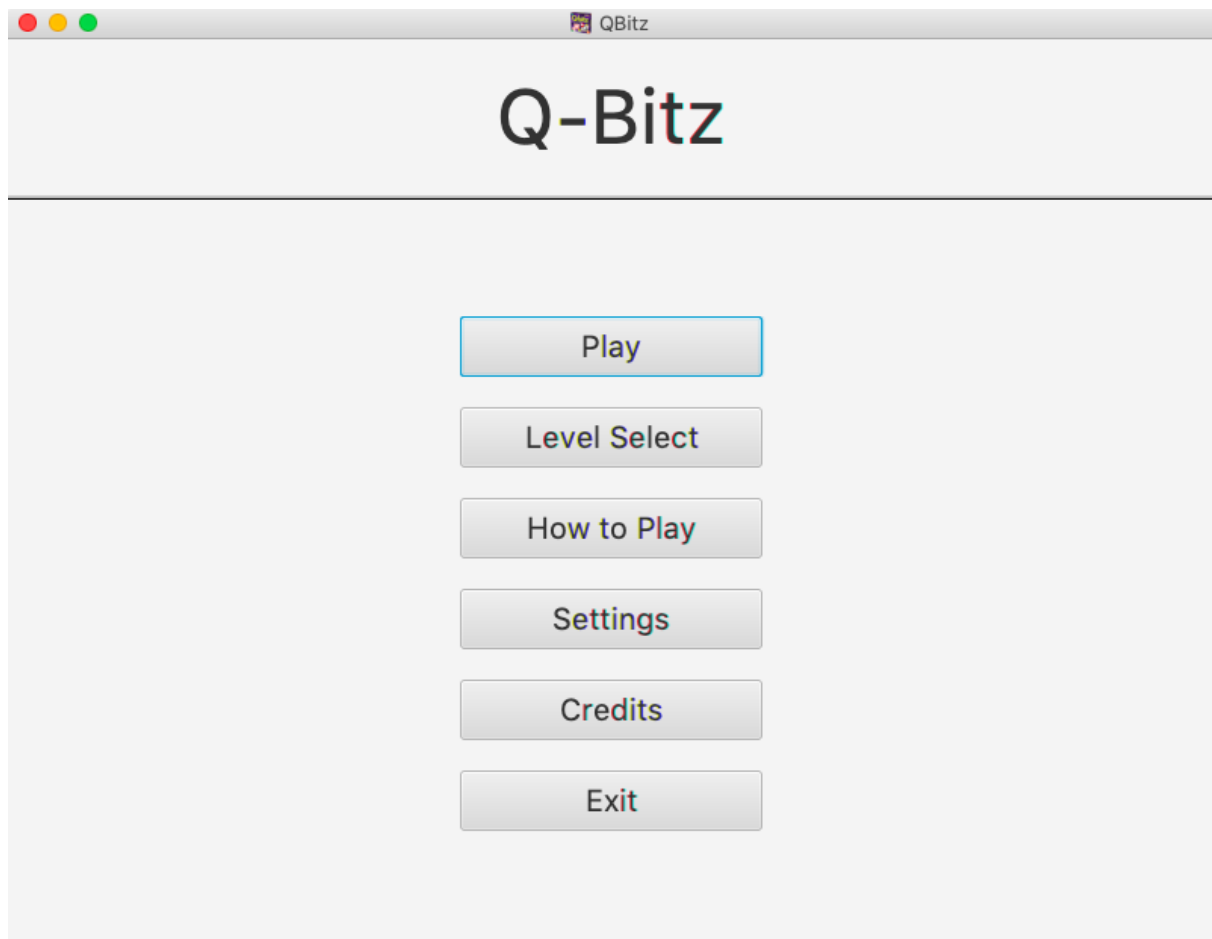 QBitz
Q-Bitz
Play
Level Select
How to Play
Settings
Credits
Exit